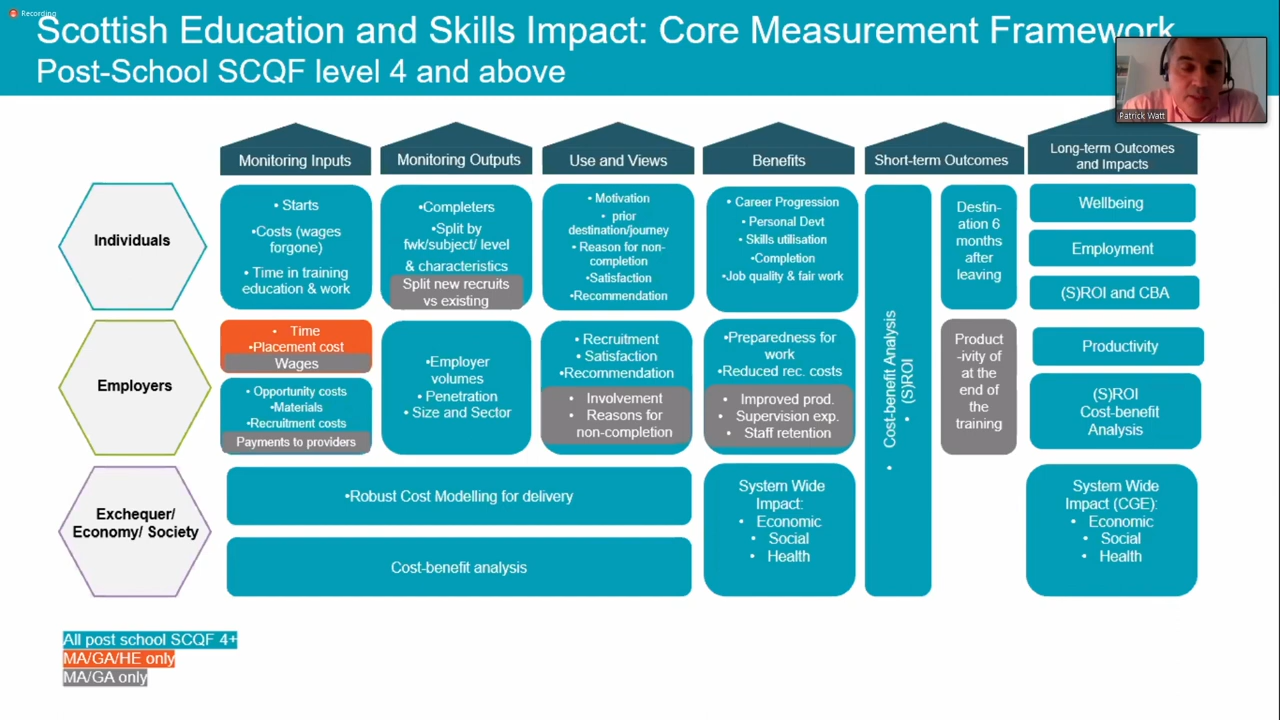 Recording
Scottish Education and Skills Impact: Core Measurement Framework
Post-School SCQF level 4 and above
Patrick Watt
Monitoring Inputs
Monitoring Outputs
Use and Views
Benefits
Short-term Outcomes
Long-term Outcomes
and Impacts
Individuals
• Starts
•Costs (wages
forgone)
• Time in training
education & work
•Completers
•Split by
fwk/subject/ level
& characteristics
Split new recruits
vs existing
• Motivation
• prior
destination/journey
• Reason for non-
completion
•Satisfaction
•Recommendation
• Career Progression
• Personal Devt
• Skills utilisation
•Completion
•Job quality & fair work
• Cost-benefit Analysis
• (S)ROI
Destin-
ation 6
months
after
leaving
Wellbeing
Employment
(S)ROI and CBA
Employers
• Time
•Placement cost
Wages
• Opportunity costs
•Materials
•Recruitment costs
Payments to providers
•Employer
volumes
• Penetration
• Size and Sector
• Recruitment
• Satisfaction
•Recommendation
• Involvement
• Reasons for
non-completion
•Preparedness for
work
•Reduced rec. costs
• Improved prod.
• Supervision exp.
• Staff retention
Product
-ivity of
at the
end of
the
training
Productivity
(S)ROI
Cost-benefit
Analysis
Exchequer/
Economy/ Society
•Robust Cost Modelling for delivery
Cost-benefit analysis
System Wide
Impact:
• Economic
• Social
• Health
System Wide
Impact (CGE):
• Economic
• Social
• Health
All post school SCQF 4+
MA/GA/HE only
MA/GA only